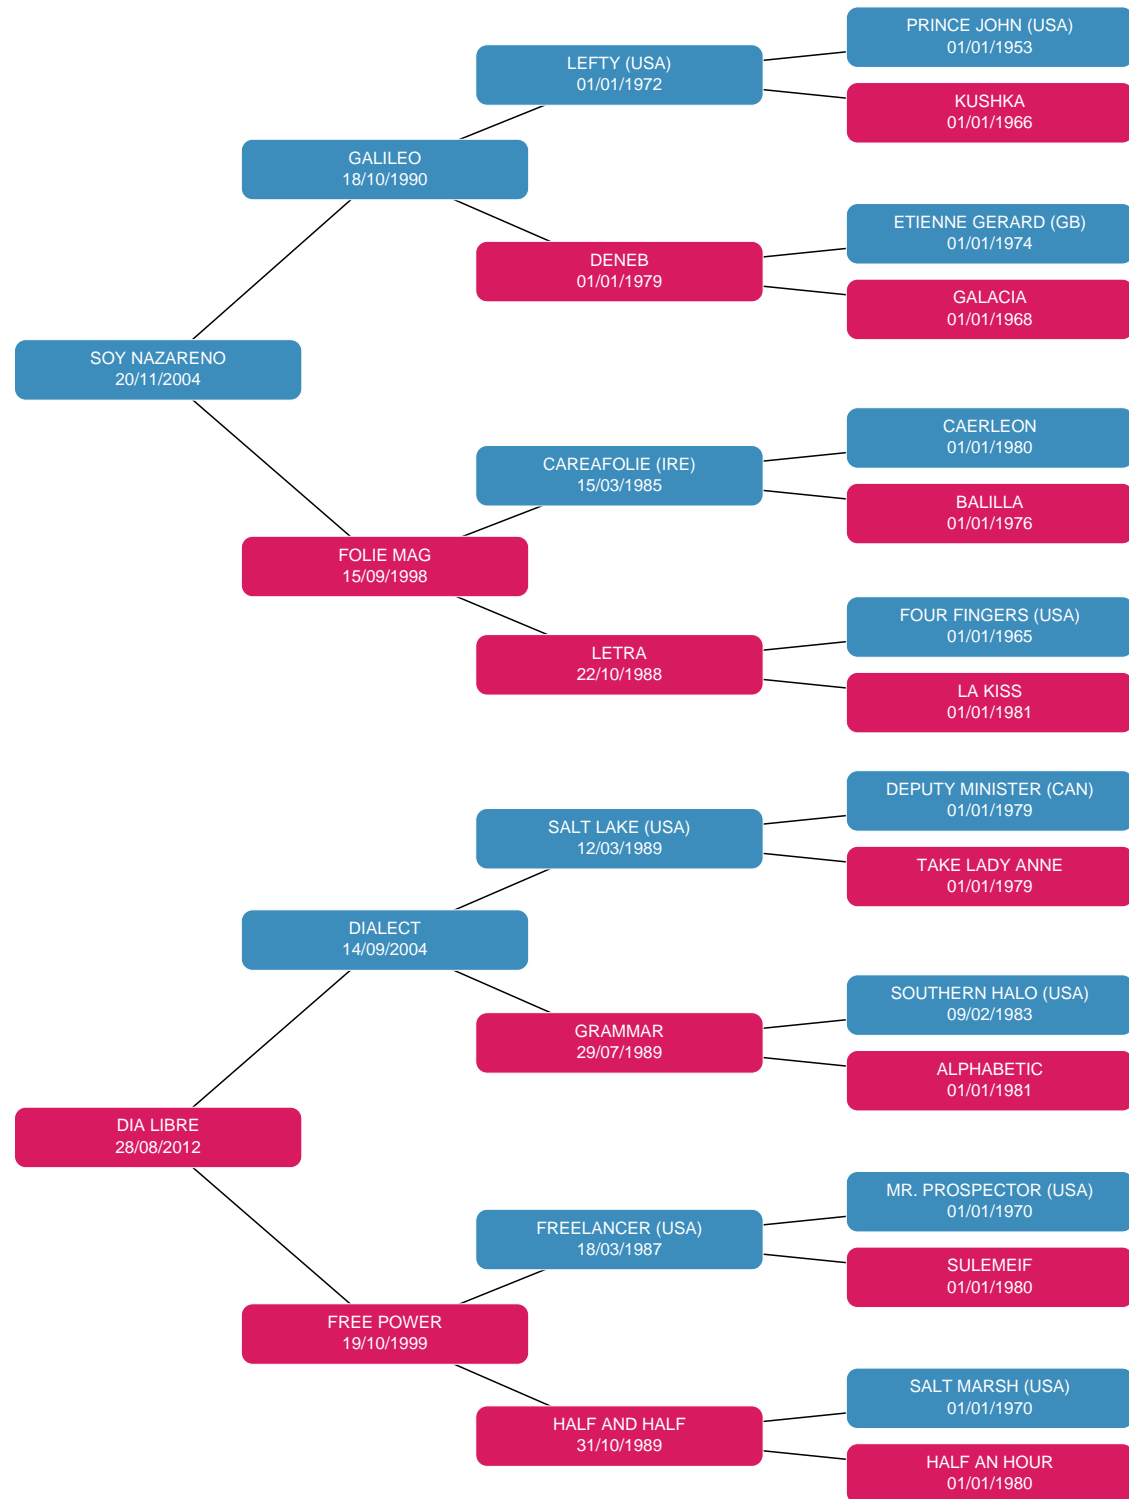 PRINCE JOHN (USA)
01/01/1953
LEFTY (USA)
01/01/1972
KUSHKA
01/01/1966
GALILEO
18/10/1990
ETIENNE GERARD (GB)
01/01/1974
DENEB
01/01/1979
GALACIA
01/01/1968
SOY NAZARENO
20/11/2004
CAERLEON
01/01/1980
CAREAFOLIE (IRE)
15/03/1985
BALILLA
01/01/1976
FOLIE MAG
15/09/1998
FOUR FINGERS (USA)
01/01/1965
LETRA
22/10/1988
LA KISS
01/01/1981
DEPUTY MINISTER (CAN)
01/01/1979
SALT LAKE (USA)
12/03/1989
TAKE LADY ANNE
01/01/1979
DIALECT
14/09/2004
SOUTHERN HALO (USA)
09/02/1983
GRAMMAR
29/07/1989
ALPHABETIC
01/01/1981
DIA LIBRE
28/08/2012
MR. PROSPECTOR (USA)
01/01/1970
FREELANCER (USA)
18/03/1987
SULEMEIF
01/01/1980
FREE POWER
19/10/1999
SALT MARSH (USA)
01/01/1970
HALF AND HALF
31/10/1989
HALF AN HOUR
01/01/1980